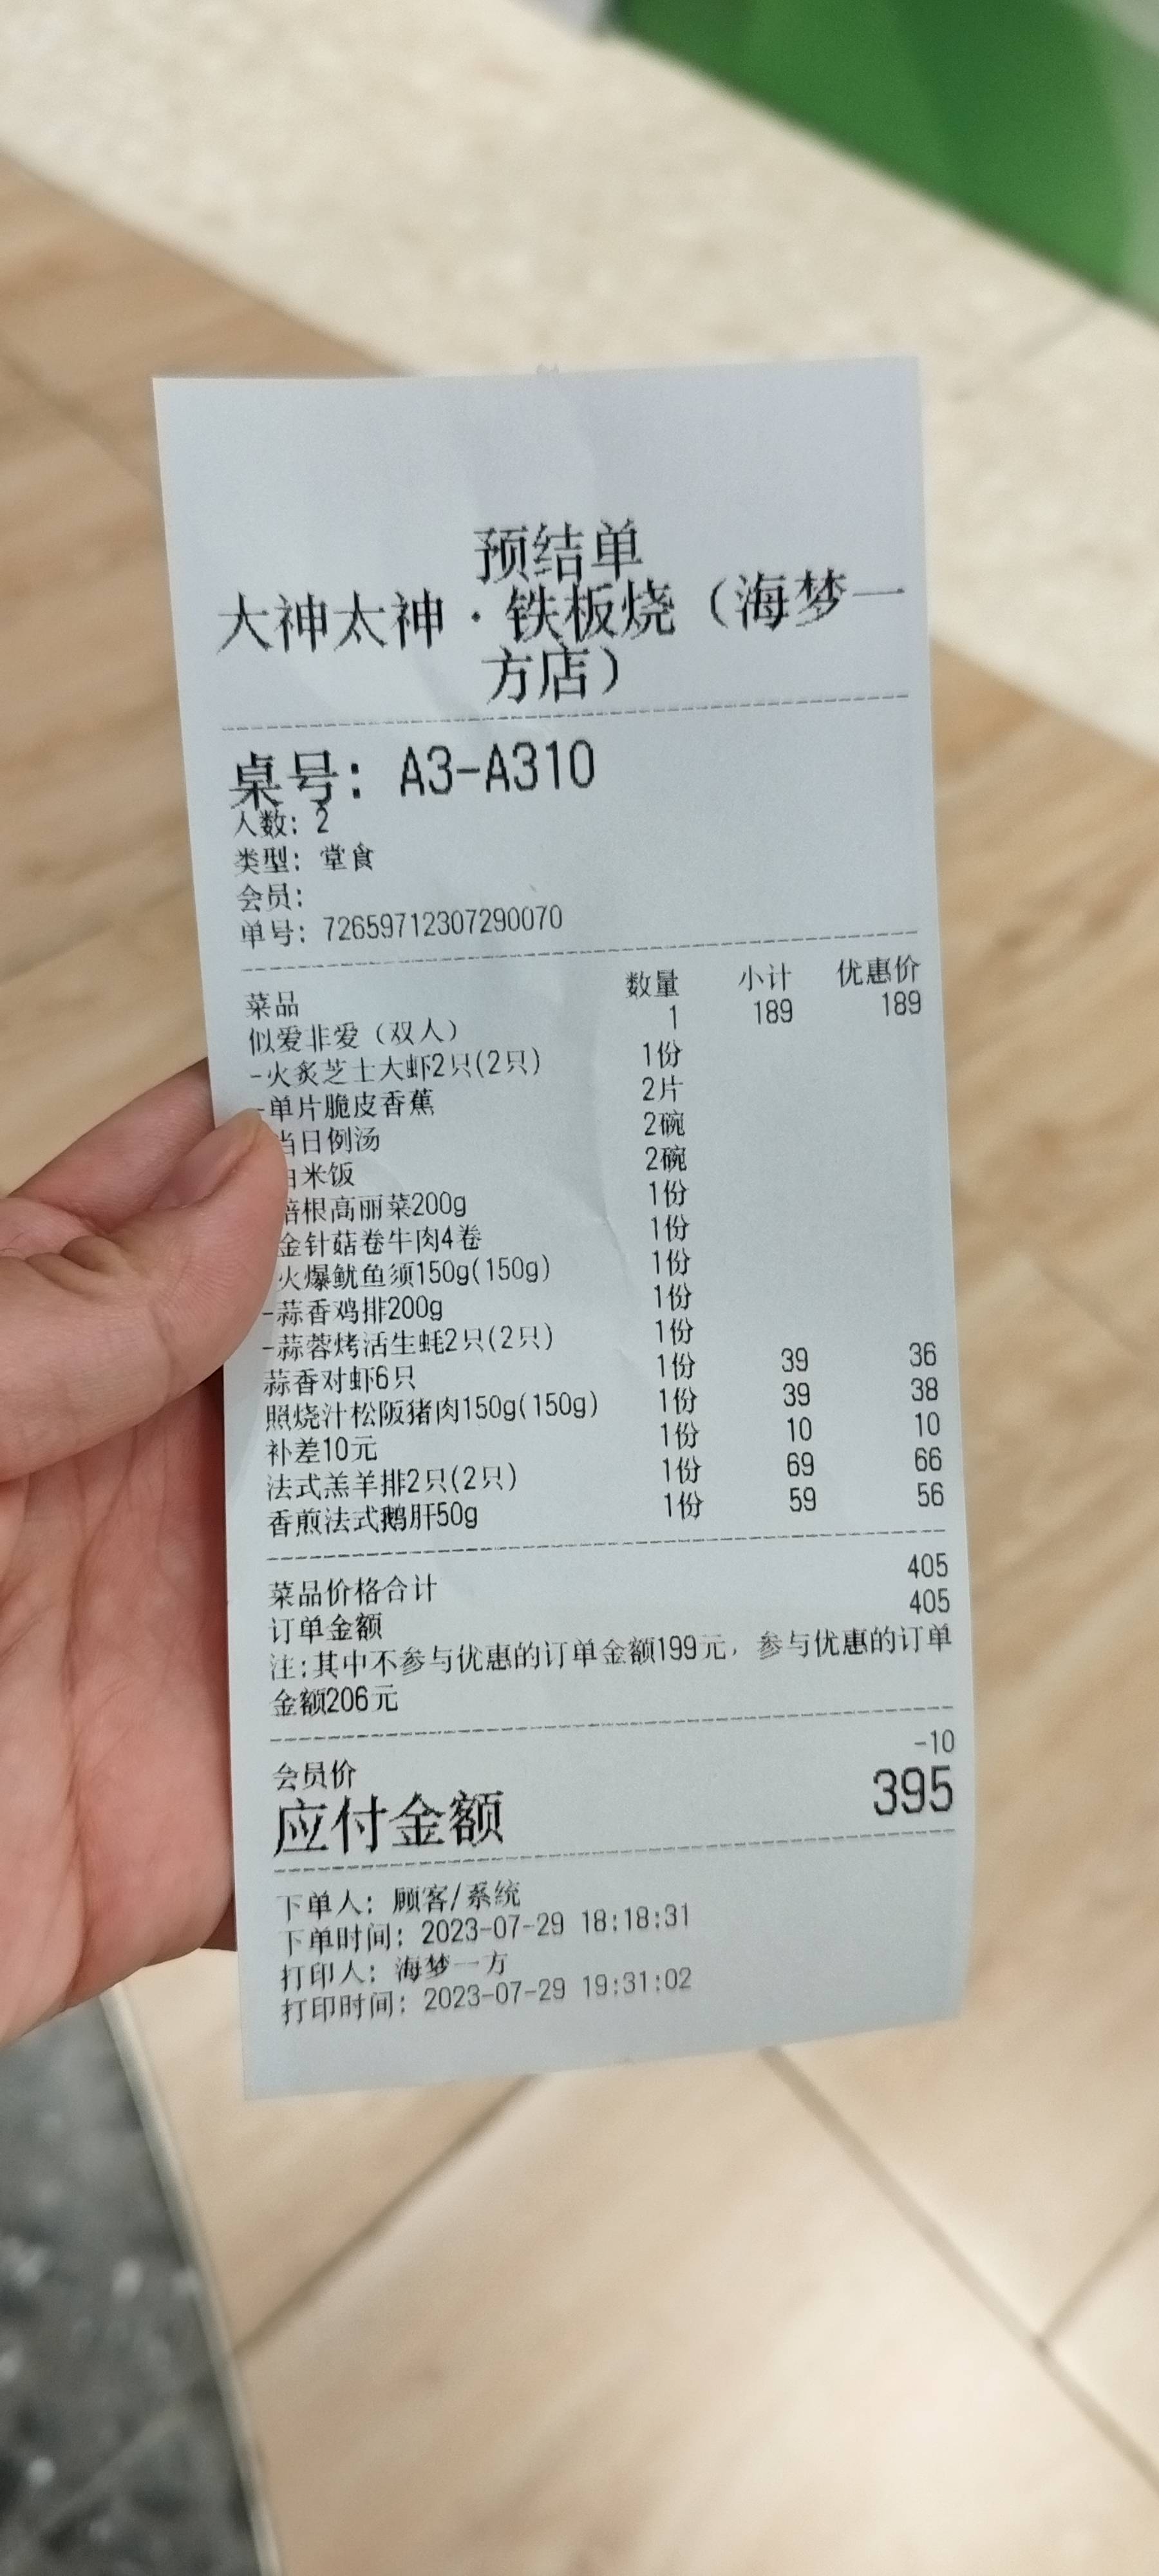 预结单
大神太神·铁板烧（海梦一
方店）
桌号: A3-A310
人数: 2
类型: 堂食
会员:
单号: 72659712307290070
菜品 数量 小计 优惠价
似爱非爱（双人） 1 189 189
-火炙芝士大虾2只(2只) 1份
-单片脆皮香蕉 2片
当日例汤 2碗
白米饭 2碗
培根高丽菜200g 1份
金针菇卷牛肉4卷 1份
火爆鱿鱼须150g(150g) 1份
-蒜香鸡排200g 1份
-蒜蓉烤活生蚝2只(2只) 1份
蒜香对虾6只 1份 39 36
照烧汁松阪猪肉150g(150g) 1份 39 38
补差10元 1份 10 10
法式羔羊排2只(2只) 1份 69 66
香煎法式鹅肝50g 1份 59 56
菜品价格合计 405
订单金额 405
注:其中不参与优惠的订单金额199元, 参与优惠的订单
金额206元
会员价 -10
应付金额 395
下单人: 顾客/系统
下单时间: 2023-07-29 18:18:31
打印人: 海梦一方
打印时间: 2023-07-29 19:31:02